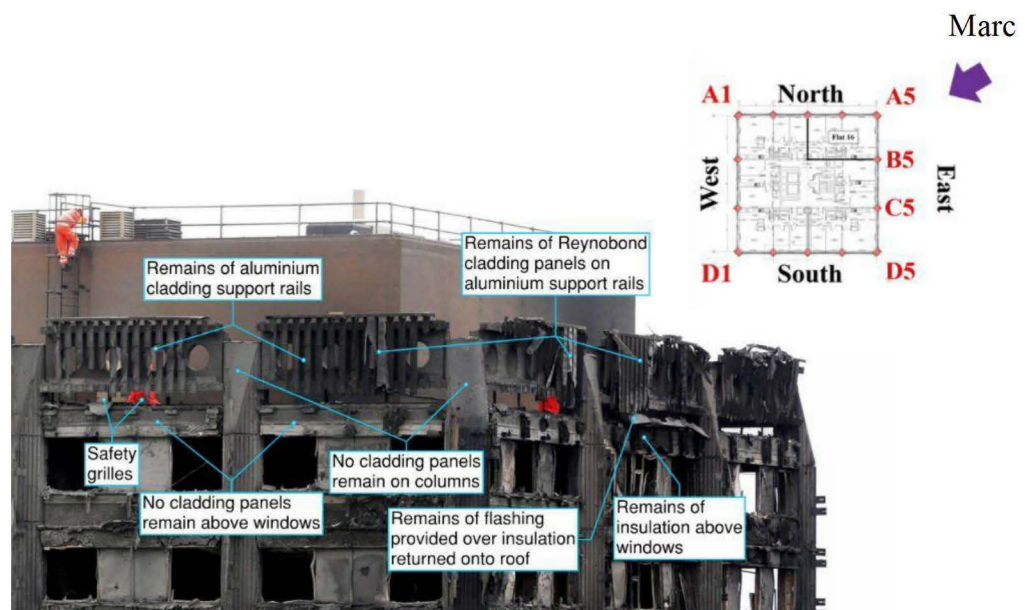 Marc
A1
North
A5
Flat 16
B5
West
East
C5
D1
South
D5
Remains of aluminium
cladding support rails
Remains of Reynobond
cladding panels on
aluminium support rails
Safety
grilles
No cladding panels
remain above windows
No cladding panels
remain on columns
Remains of flashing
provided over insulation
returned onto roof
Remains of
insulation above
windows